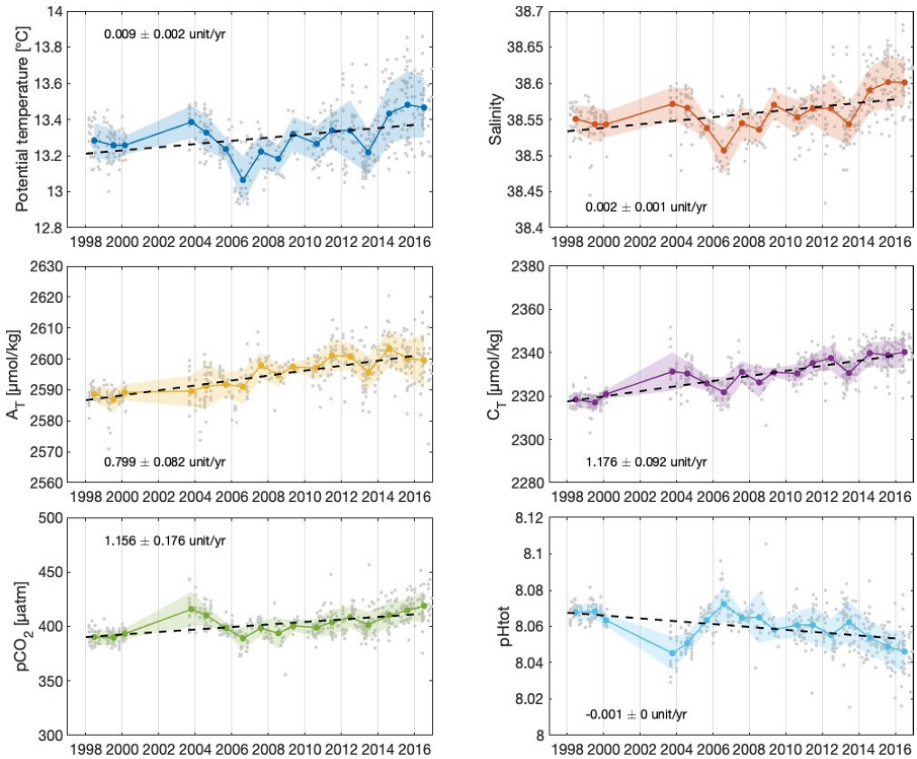 14
13.6
13.2
13
12.8
13.4
Potential temperature [°C]
0.009 ± 0.002 unit/yr
1998 2000 2002 2004 2006 2008 2010 2012 2014 2016
38.7
38.6
38.55
38.5
38.45
38.4
Salinity
0.002 ± 0.001 unit/yr
1998 2000 2002 2004 2006 2008 2010 2012 2014 2016
2630
2620
2610
2600
2590
2580
2570
2560
A_T [μmol/kg]
0.799 ± 0.082 unit/yr
1998 2000 2002 2004 2006 2008 2010 2012 2014 2016
2380
2360
2340
2320
2300
2280
C_T [μmol/kg]
1.176 ± 0.092 unit/yr
1998 2000 2002 2004 2006 2008 2010 2012 2014 2016
500
450
400
350
300
pCO₂ [μatm]
1.156 ± 0.176 unit/yr
1998 2000 2002 2004 2006 2008 2010 2012 2014 2016
8.12
8.1
8.08
8.06
8.04
8.02
8
pHtot
-0.001 ± 0 unit/yr
1998 2000 2002 2004 2006 2008 2010 2012 2014 2016